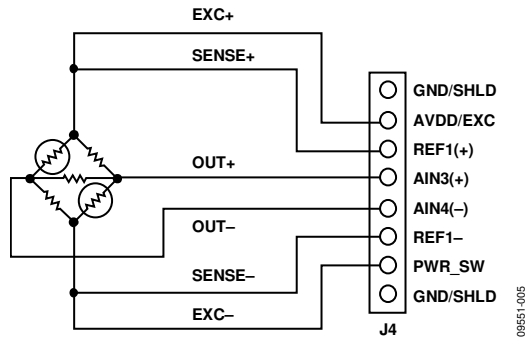 EXC+
SENSE+
GND/SHLD
AVDD/EXC
REF1(+)
OUT+
AIN3(+)
AIN4(–)
OUT–
REF1–
PWR_SW
SENSE–
GND/SHLD
EXC–
J4
09551-005